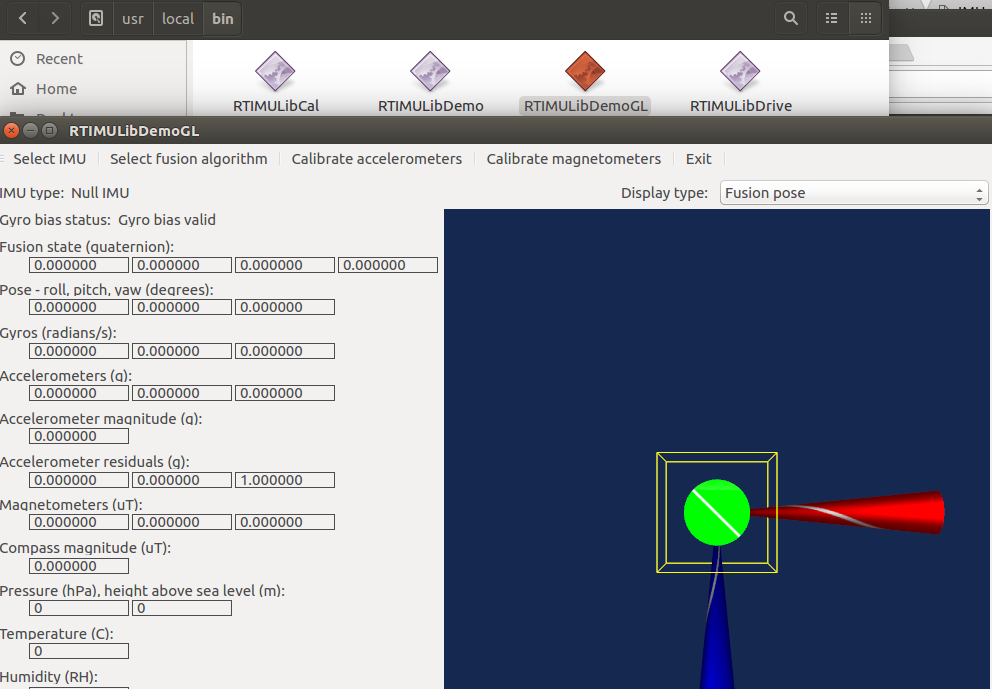 usr local bin
Recent
Home
RTIMULibCal RTIMULibDemo RTIMULibDemoGL RTIMULibDrive
RTIMULibDemoGL
Select IMU Select fusion algorithm Calibrate accelerometers Calibrate magnetometers Exit
IMU type: Null IMU Display type: Fusion pose
Gyro bias status: Gyro bias valid
Fusion state (quaternion):
0.000000 0.000000 0.000000 0.000000
Pose - roll, pitch, yaw (degrees):
0.000000 0.000000 0.000000
Gyros (radians/s):
0.000000 0.000000 0.000000
Accelerometers (g):
0.000000 0.000000 0.000000
Accelerometer magnitude (g):
0.000000
Accelerometer residuals (g):
0.000000 0.000000 1.000000
Magnetometers (uT):
0.000000 0.000000 0.000000
Compass magnitude (uT):
0.000000
Pressure (hPa), height above sea level (m):
0 0
Temperature (C):
0
Humidity (RH):